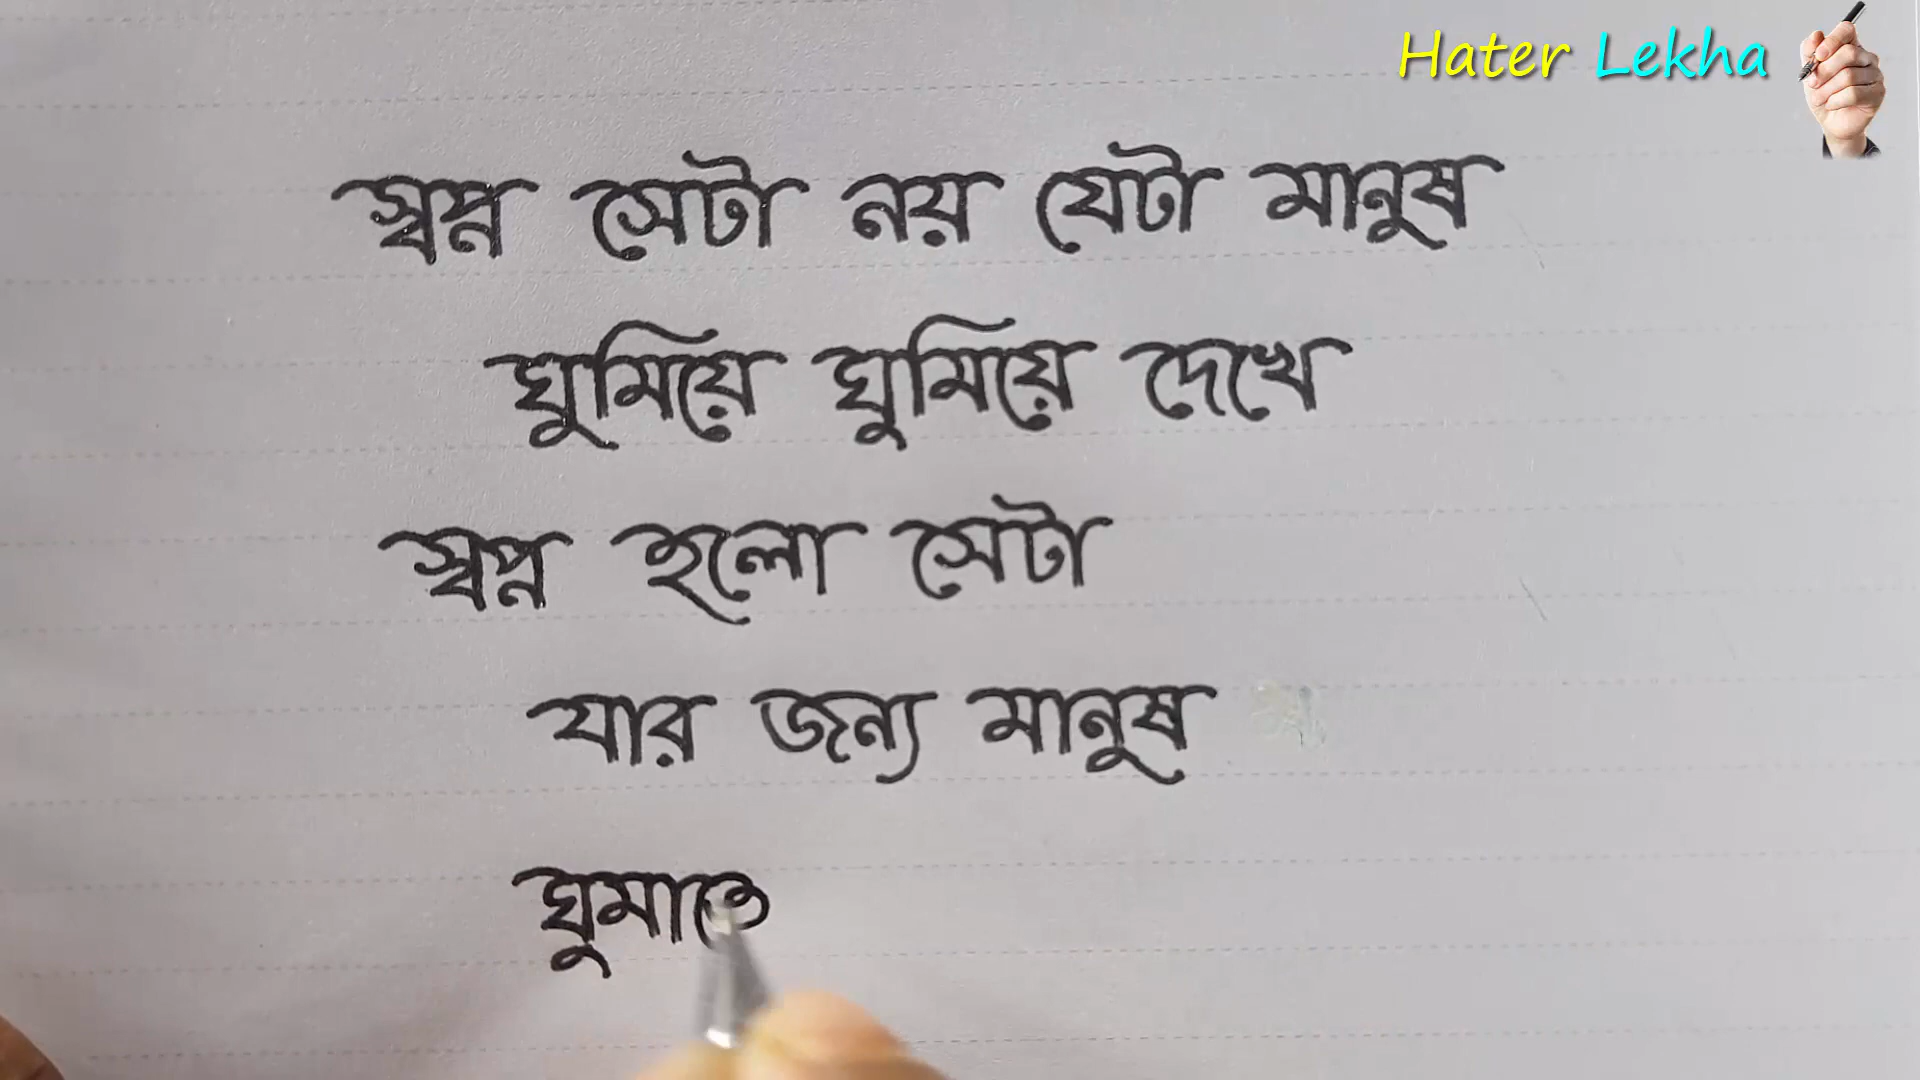 Hater Lekha
স্বপ্ন সেটা নয় যেটা মানুষ
ঘুমিয়ে ঘুমিয়ে দেখে
স্বপ্ন হলো সেটা
যার জন্য মানুষ
ঘুমাতে